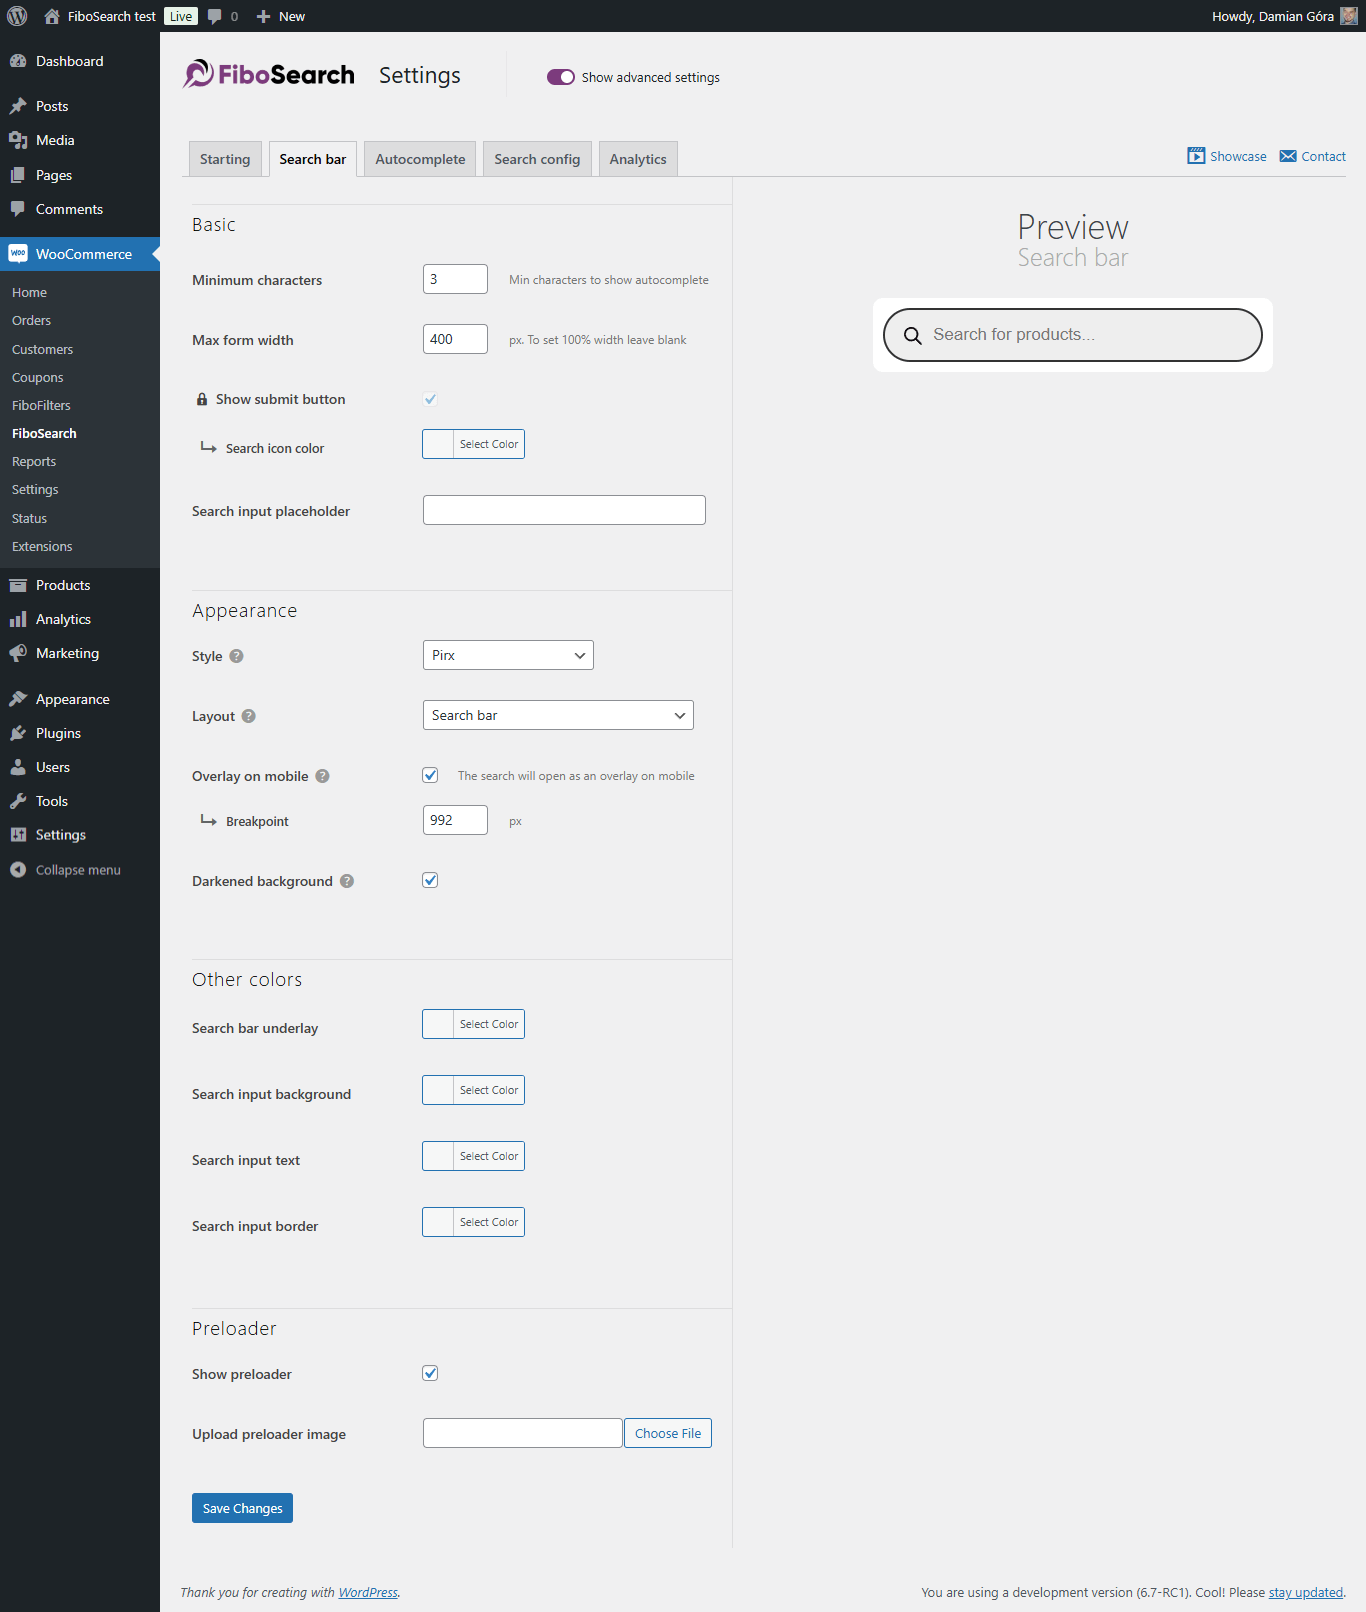 FiboSearch test Live 0 New Howdy, Damian Góra
Dashboard
Posts
Media
Pages
Comments
WooCommerce
Home
Orders
Customers
Coupons
FiboFilters
FiboSearch
Reports
Settings
Status
Extensions
Products
Analytics
Marketing
Appearance
Plugins
Users
Tools
Settings
Collapse menu
FiboSearch Settings Show advanced settings
Starting Search bar Autocomplete Search config Analytics Showcase Contact
Basic
Minimum characters 3 Min characters to show autocomplete
Max form width 400 px. To set 100% width leave blank
Show submit button
Search icon color Select Color
Search input placeholder
Appearance
Style ? Pirx
Layout ? Search bar
Overlay on mobile ? The search will open as an overlay on mobile
Breakpoint 992 px
Darkened background ?
Other colors
Search bar underlay Select Color
Search input background Select Color
Search input text Select Color
Search input border Select Color
Preloader
Show preloader
Upload preloader image Choose File
Save Changes
Preview
Search bar
Search for products...
Thank you for creating with WordPress. You are using a development version (6.7-RC1). Cool! Please stay updated.